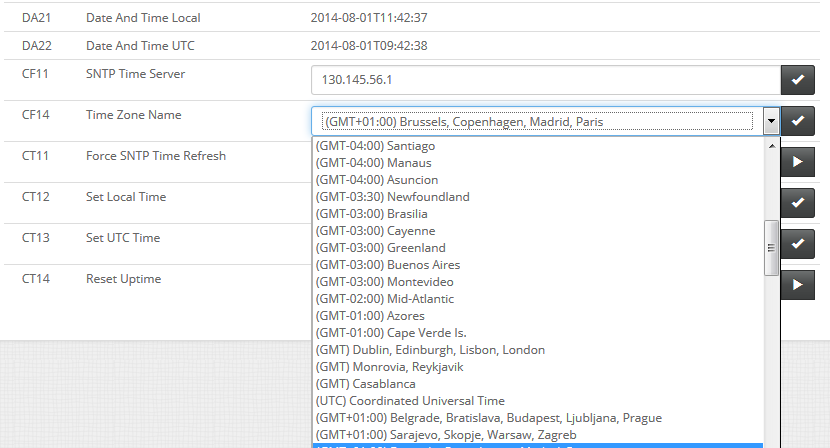 DA21 Date And Time Local 2014-08-01T11:42:37
DA22 Date And Time UTC 2014-08-01T09:42:38
CF11 SNTP Time Server 130.145.56.1
CF14 Time Zone Name (GMT+01:00) Brussels, Copenhagen, Madrid, Paris
CT11 Force SNTP Time Refresh
CT12 Set Local Time
CT13 Set UTC Time
CT14 Reset Uptime
(GMT-04:00) Santiago
(GMT-04:00) Manaus
(GMT-04:00) Asuncion
(GMT-03:30) Newfoundland
(GMT-03:00) Brasilia
(GMT-03:00) Cayenne
(GMT-03:00) Greenland
(GMT-03:00) Buenos Aires
(GMT-03:00) Montevideo
(GMT-02:00) Mid-Atlantic
(GMT-01:00) Azores
(GMT-01:00) Cape Verde Is.
(GMT) Dublin, Edinburgh, Lisbon, London
(GMT) Monrovia, Reykjavik
(GMT) Casablanca
(UTC) Coordinated Universal Time
(GMT+01:00) Belgrade, Bratislava, Budapest, Ljubljana, Prague
(GMT+01:00) Sarajevo, Skopje, Warsaw, Zagreb